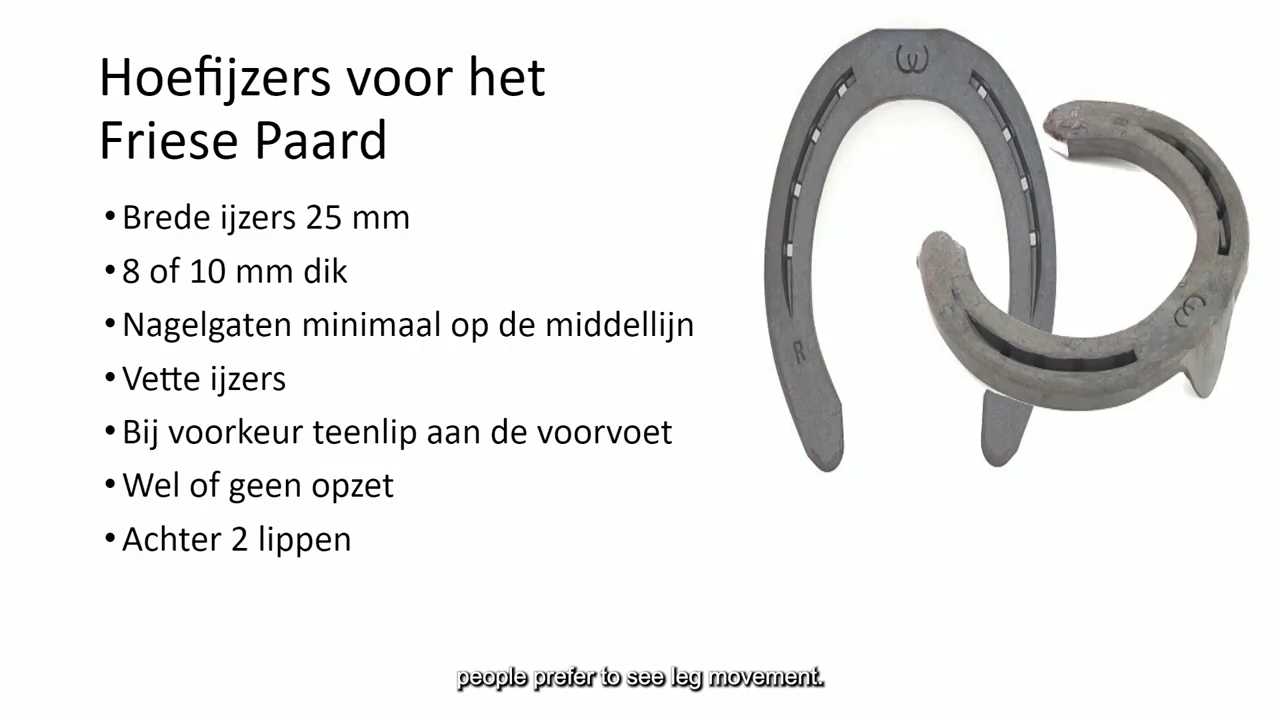 Hoefijzers voor het
Friese Paard
• Brede ijzers 25 mm
• 8 of 10 mm dik
• Nagelgaten minimaal op de middellijn
• Vette ijzers
• Bij voorkeur teenlip aan de voorvoet
• Wel of geen opzet
• Achter 2 lippen
R
people prefer to see leg movement.